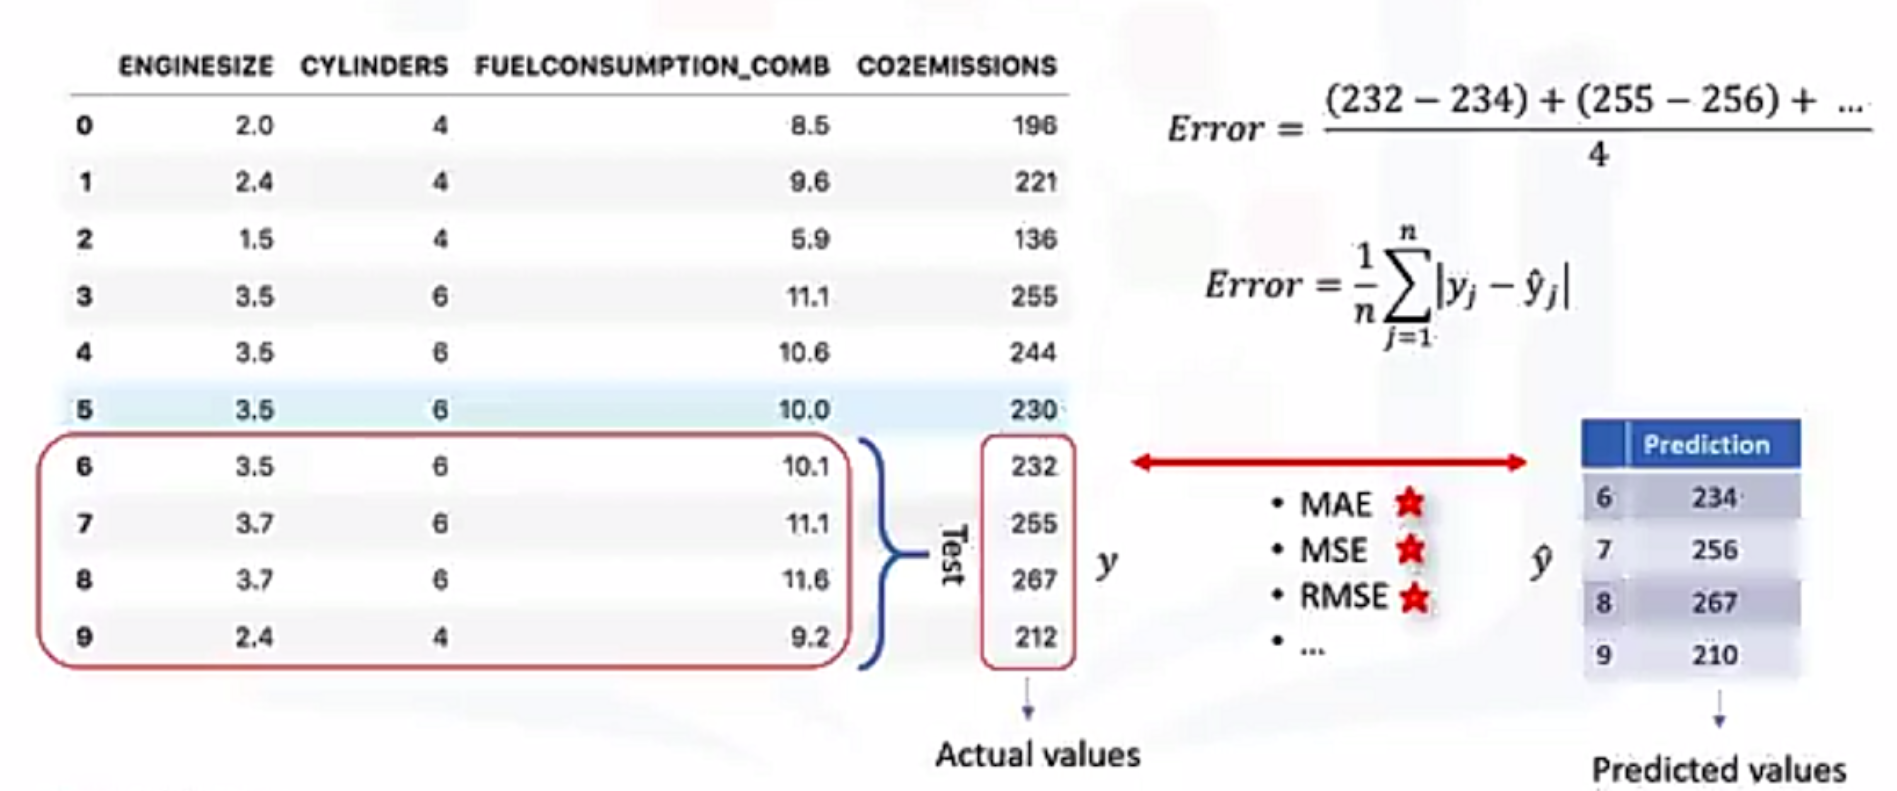 ENGINESIZE CYLINDERS FUELCONSUMPTION_COMB CO2EMISSIONS
0 2.0 4 8.5 196
1 2.4 4 9.6 221
2 1.5 4 5.9 136
3 3.5 6 11.1 255
4 3.5 6 10.6 244
5 3.5 6 10.0 230
6 3.5 6 10.1 232
7 3.7 6 11.1 255
8 3.7 6 11.6 267
9 2.4 4 9.2 212
Test
y
Actual values
Error = (232 − 234) + (255 − 256) + ... / 4
Error = 1/n ∑ n j=1 |yⱼ − ŷⱼ|
• MAE
• MSE
• RMSE
• ...
ŷ
Prediction
6 234
7 256
8 267
9 210
Predicted values